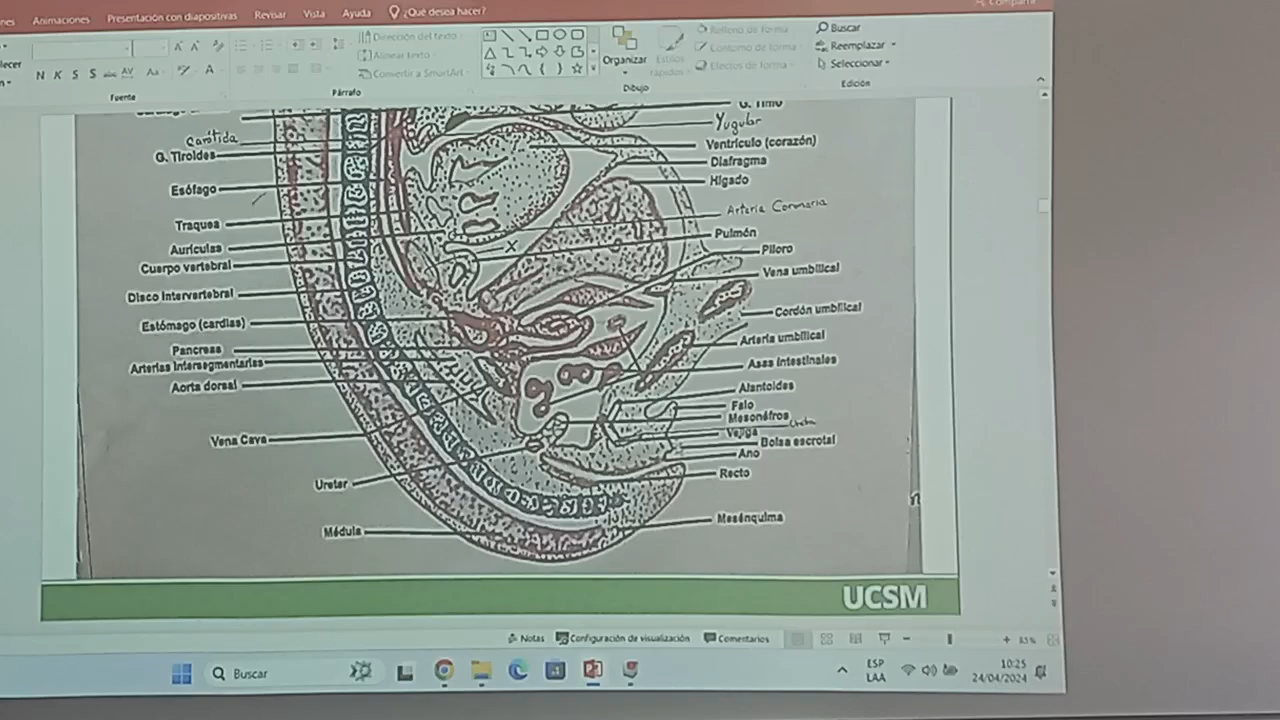 Animaciones Presentación con diapositivas Revisar Vista Ayuda ¿Qué desea hacer?
Dirección del texto
Alinear texto
Convertir a SmartArt
N K S S abc AV Aa A
Organizar
Estilos rápidos
Relleno de forma
Contorno de forma
Efectos de forma
Buscar
Reemplazar
Seleccionar
Fuente Párrafo Dibujo Edición
G. Timo
Carótida
Yugular
G. Tiroides
Ventrículo (corazón)
Diafragma
Esófago
Hígado
Arteria Coronaria
Traquea
Pulmón
Aurículas
Píloro
Cuerpo vertebral
Vena umbilical
X
Disco Intervertebral
Cordón umbilical
Estómago (cardias)
Arteria umbilical
Pancreas
Asas intestinales
Arterias Intersegmentarias
Aorta dorsal
Alantoides
Falo
Mesonéfros
Vejiga
Vena Cava
Bolsa escrotal
Ano
Ureter
Recto
Médula
Mesénquima
UCSM
Notas Configuración de visualización Comentarios
Buscar
ESP
LAA
10:25
24/04/2024